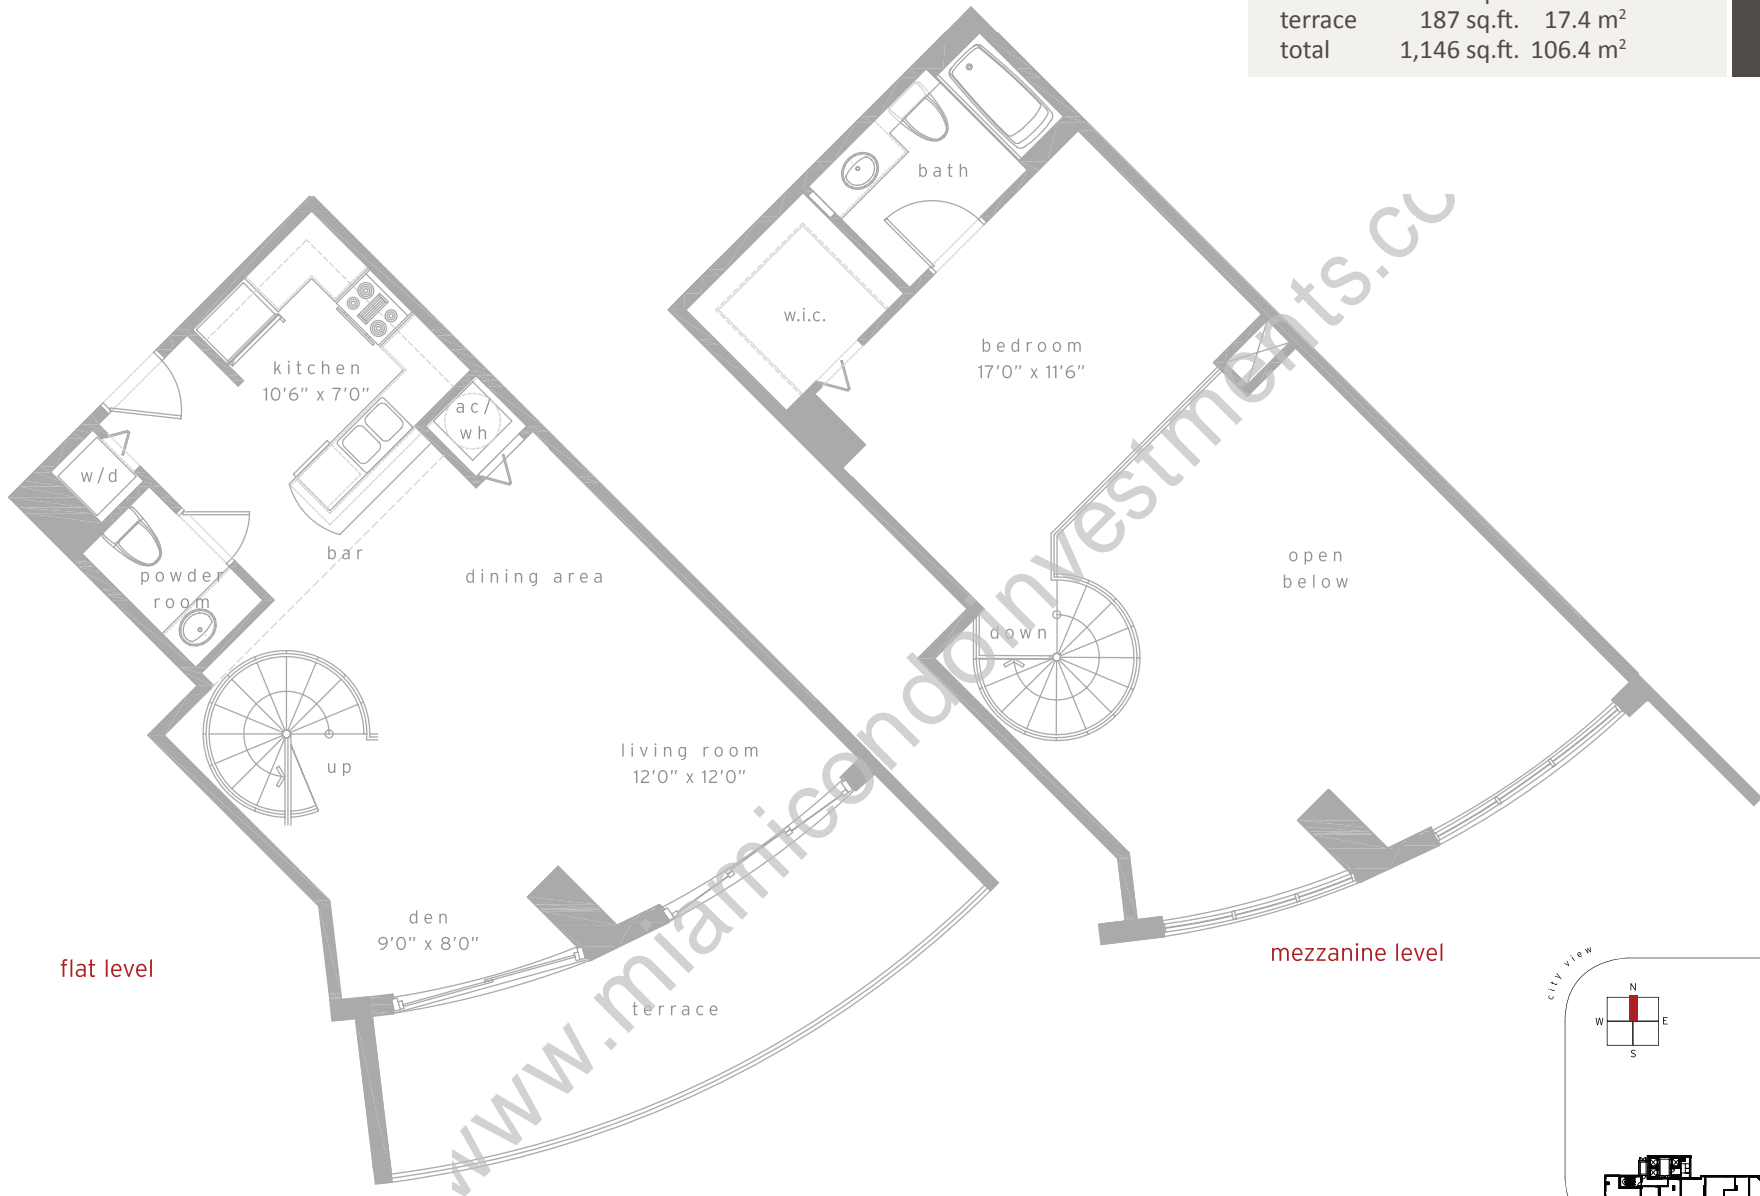 terrace 187 sq.ft. 17.4 m²
total 1,146 sq.ft. 106.4 m²
bath
w.i.c.
bedroom
17'0" x 11'6"
open
below
down
mezzanine level
kitchen
10'6" x 7'0"
ac/
wh
w/d
bar
powder
room
dining area
up
living room
12'0" x 12'0"
den
9'0" x 8'0"
terrace
flat level
www.miamicondoinvestments.co
city view
N
W E
S